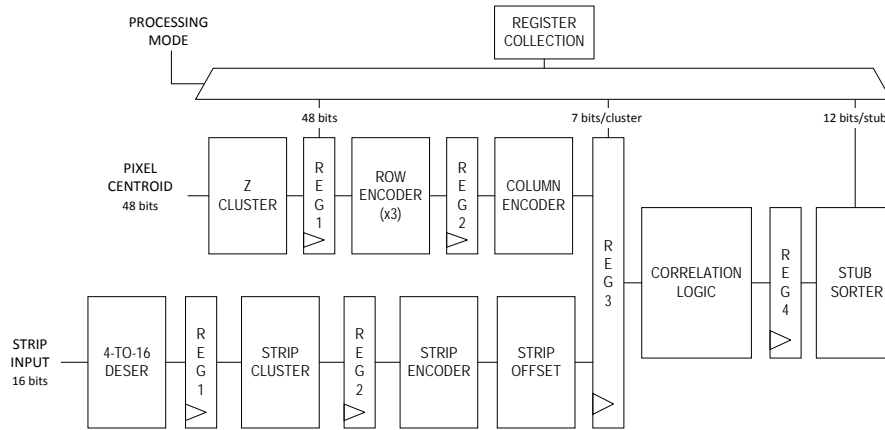 PROCESSING
MODE
REGISTER
COLLECTION
48 bits
7 bits/cluster
12 bits/stub
PIXEL
CENTROID
48 bits
Z
CLUSTER
R
E
G
1
ROW
ENCODER
(x3)
R
E
G
2
COLUMN
ENCODER
R
E
G
3
CORRELATION
LOGIC
R
E
G
4
STUB
SORTER
STRIP
INPUT
16 bits
4-TO-16
DESER
R
E
G
1
STRIP
CLUSTER
R
E
G
2
STRIP
ENCODER
STRIP
OFFSET